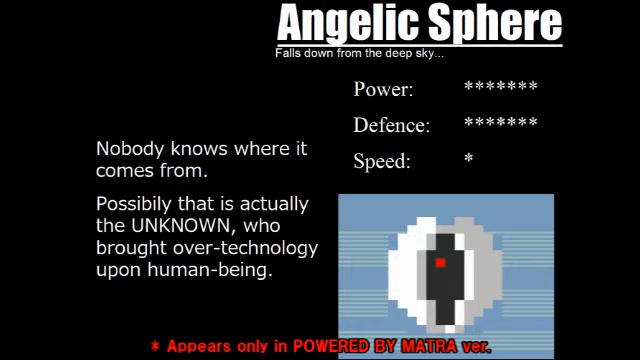 Angelic Sphere
Falls down from the deep sky...
Power: *******
Defence: *******
Speed: *
Nobody knows where it
comes from.
Possibily that is actually
the UNKNOWN, who
brought over-technology
upon human-being.
* Appears only in POWERED BY MATRA ver.